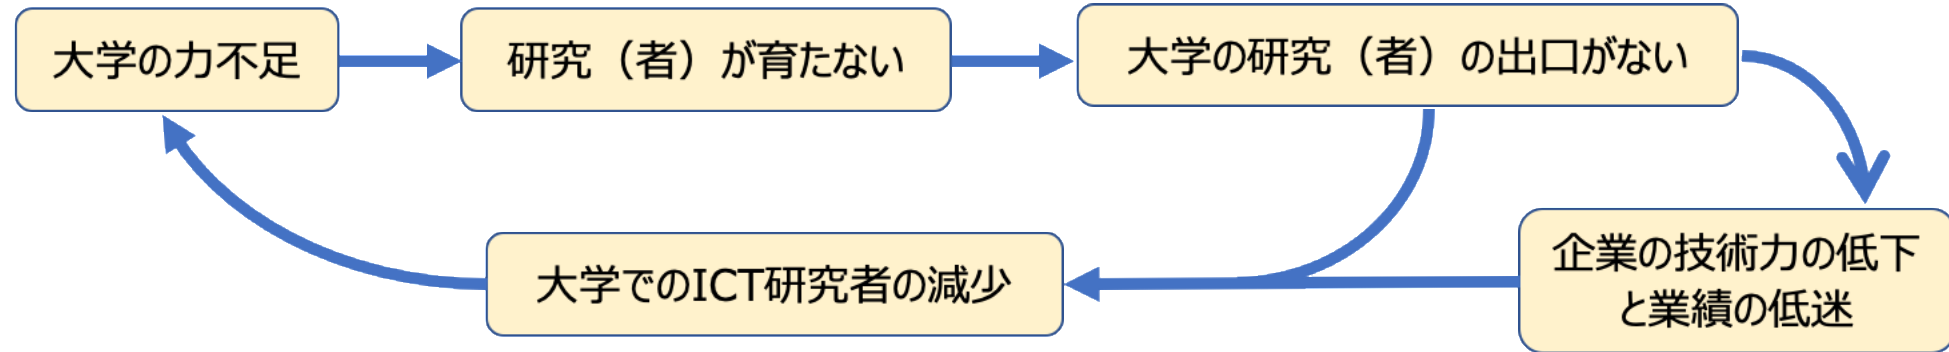 大学の力不足
研究（者）が育たない
大学の研究（者）の出口がない
企業の技術力の低下
と業績の低迷
大学でのICT研究者の減少